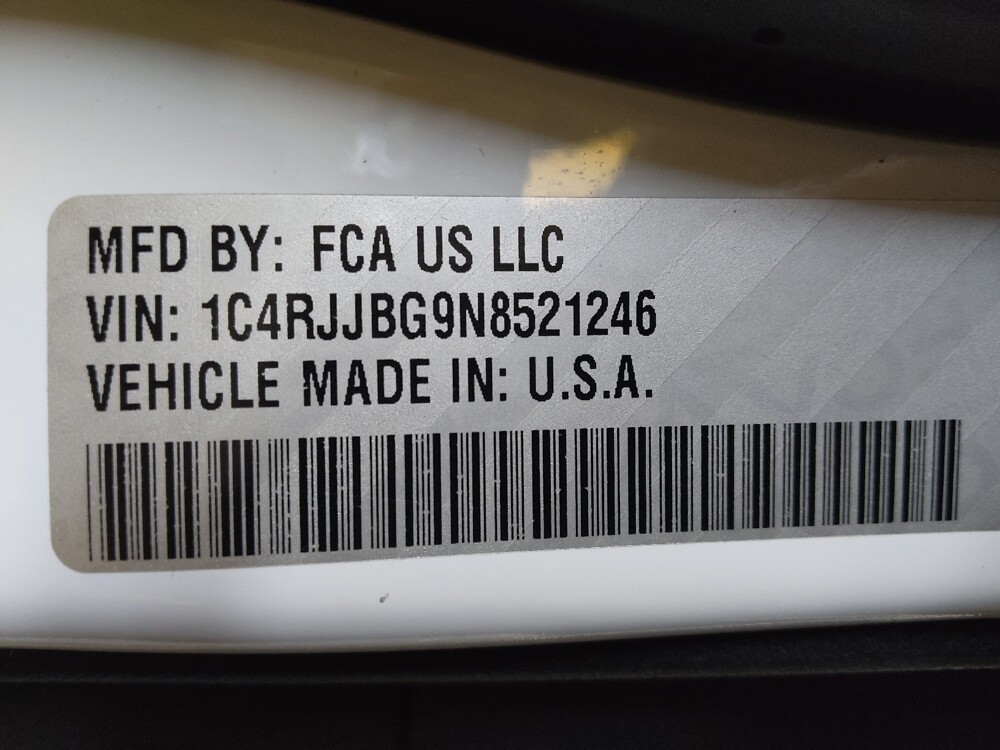 MFD BY: FCA US LLC
VIN: 1C4RJJBG9N8521246
VEHICLE MADE IN: U.S.A.